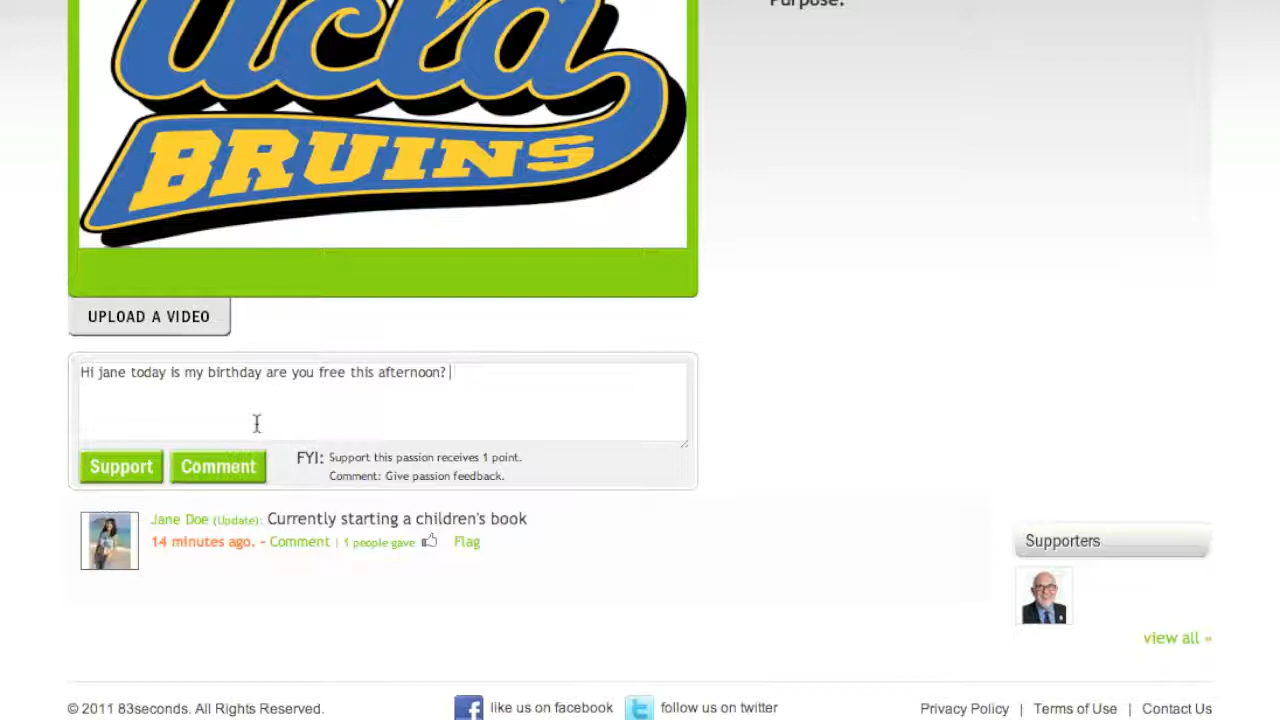 Purpose:
ucla
BRUINS
UPLOAD A VIDEO
Hi jane today is my birthday are you free this afternoon?
Support Comment FYI: Support this passion receives 1 point.
Comment: Give passion feedback.
Jane Doe (Update): Currently starting a children's book
14 minutes ago. - Comment | 1 people gave Flag
Supporters
view all »
© 2011 83seconds. All Rights Reserved. like us on facebook follow us on twitter Privacy Policy | Terms of Use | Contact Us